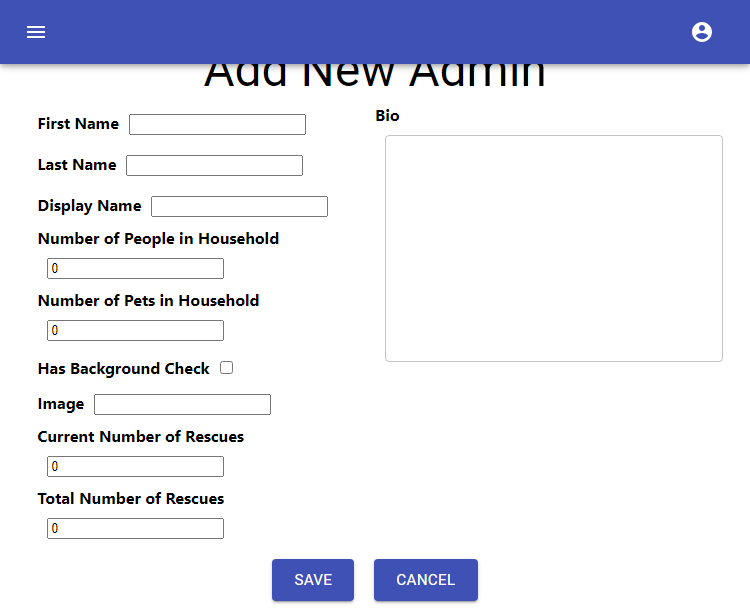 Add New Admin
First Name
Last Name
Display Name
Number of People in Household
0
Number of Pets in Household
0
Has Background Check
Image
Current Number of Rescues
0
Total Number of Rescues
0
Bio
SAVE
CANCEL